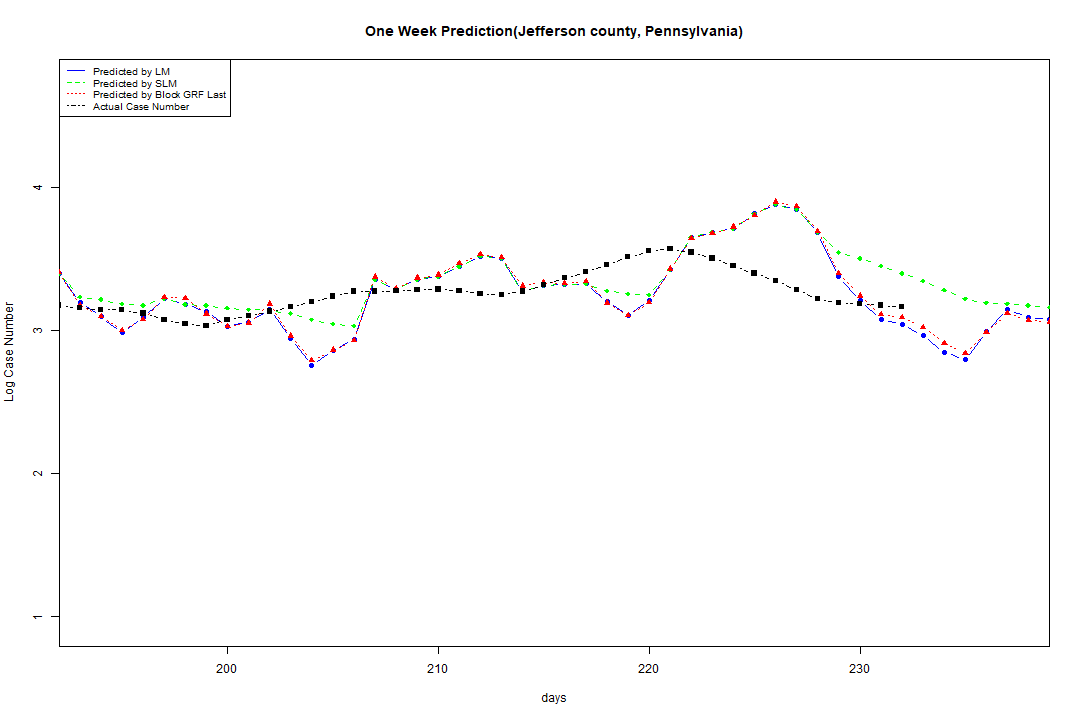 One Week Prediction(Jefferson county, Pennsylvania)
Predicted by LM
Predicted by SLM
Predicted by Block GRF Last
Actual Case Number
Log Case Number
4
3
2
1
200 210 220 230
days